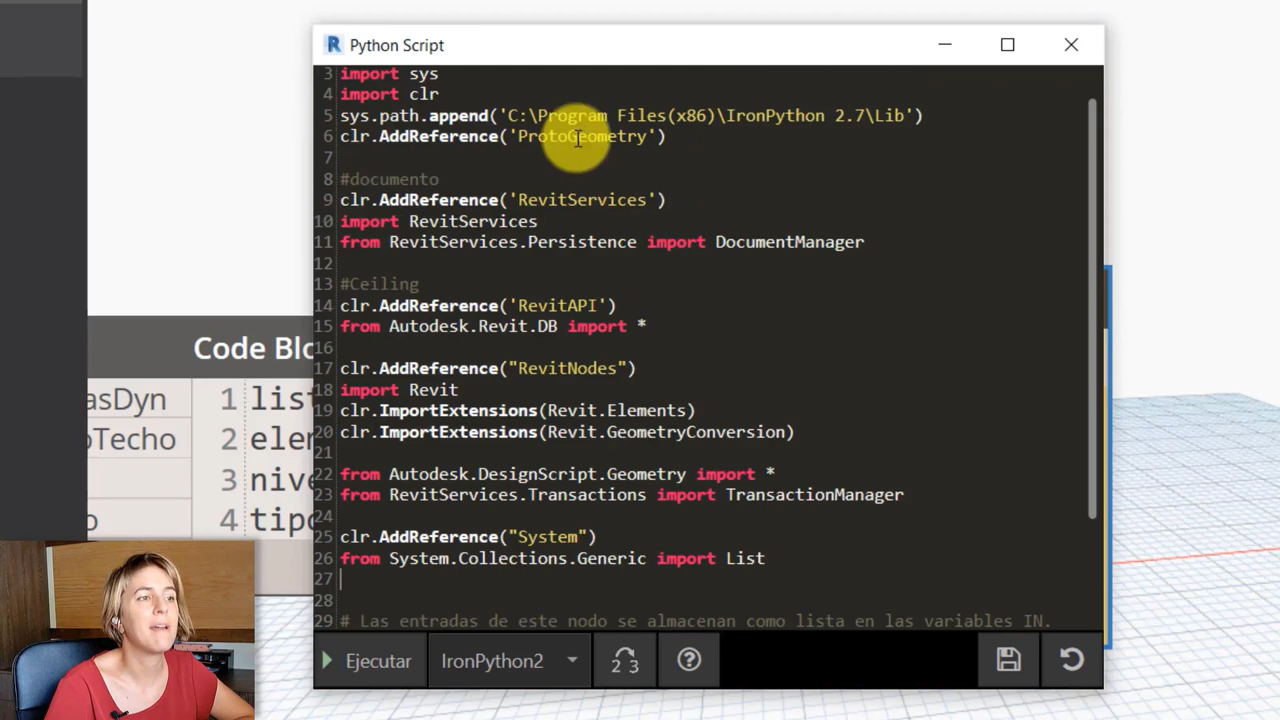 Python Script
3 import sys
4 import clr
5 sys.path.append('C:\Program Files(x86)\IronPython 2.7\Lib')
6 clr.AddReference('ProtoGeometry')
7
8 #documento
9 clr.AddReference('RevitServices')
10 import RevitServices
11 from RevitServices.Persistence import DocumentManager
12
13 #Ceiling
14 clr.AddReference('RevitAPI')
15 from Autodesk.Revit.DB import *
16
17 clr.AddReference("RevitNodes")
18 import Revit
19 clr.ImportExtensions(Revit.Elements)
20 clr.ImportExtensions(Revit.GeometryConversion)
21
22 from Autodesk.DesignScript.Geometry import *
23 from RevitServices.Transactions import TransactionManager
24
25 clr.AddReference("System")
26 from System.Collections.Generic import List
27
28
29 # Las entradas de este nodo se almacenan como lista en las variables IN.
Ejecutar
IronPython2
2 3
Code Blo
asDyn
oTecho
o
1 list
2 elem
3 nive
4 tipo